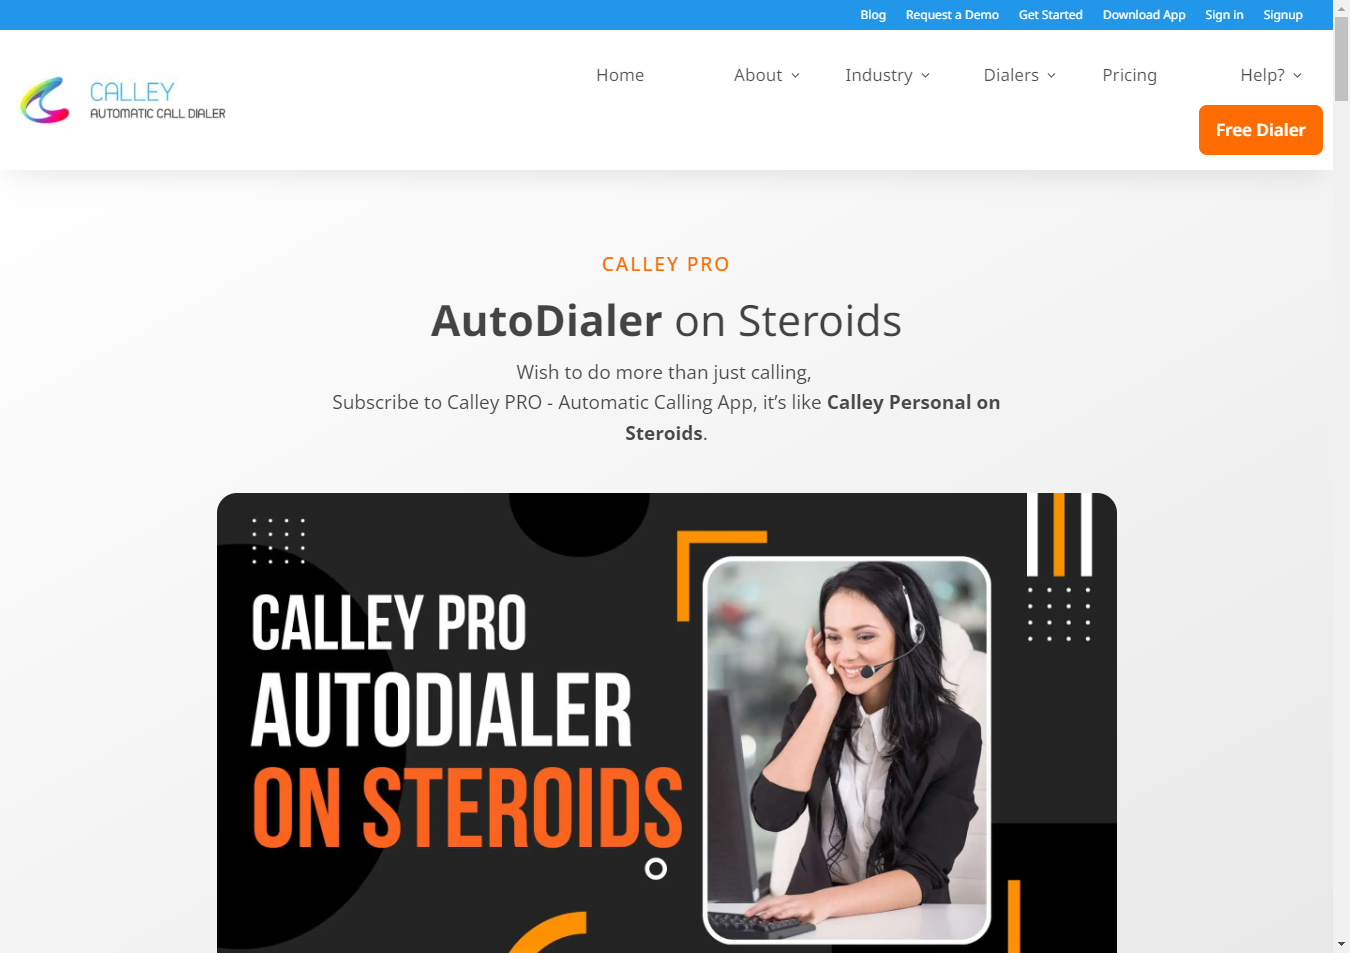 Blog Request a Demo Get Started Download App Sign in Signup
CALLEY
AUTOMATIC CALL DIALER
Home About Industry Dialers Pricing Help?
Free Dialer
CALLEY PRO
AutoDialer on Steroids
Wish to do more than just calling,
Subscribe to Calley PRO - Automatic Calling App, it’s like Calley Personal on
Steroids.
CALLEY PRO
AUTODIALER
ON STEROIDS